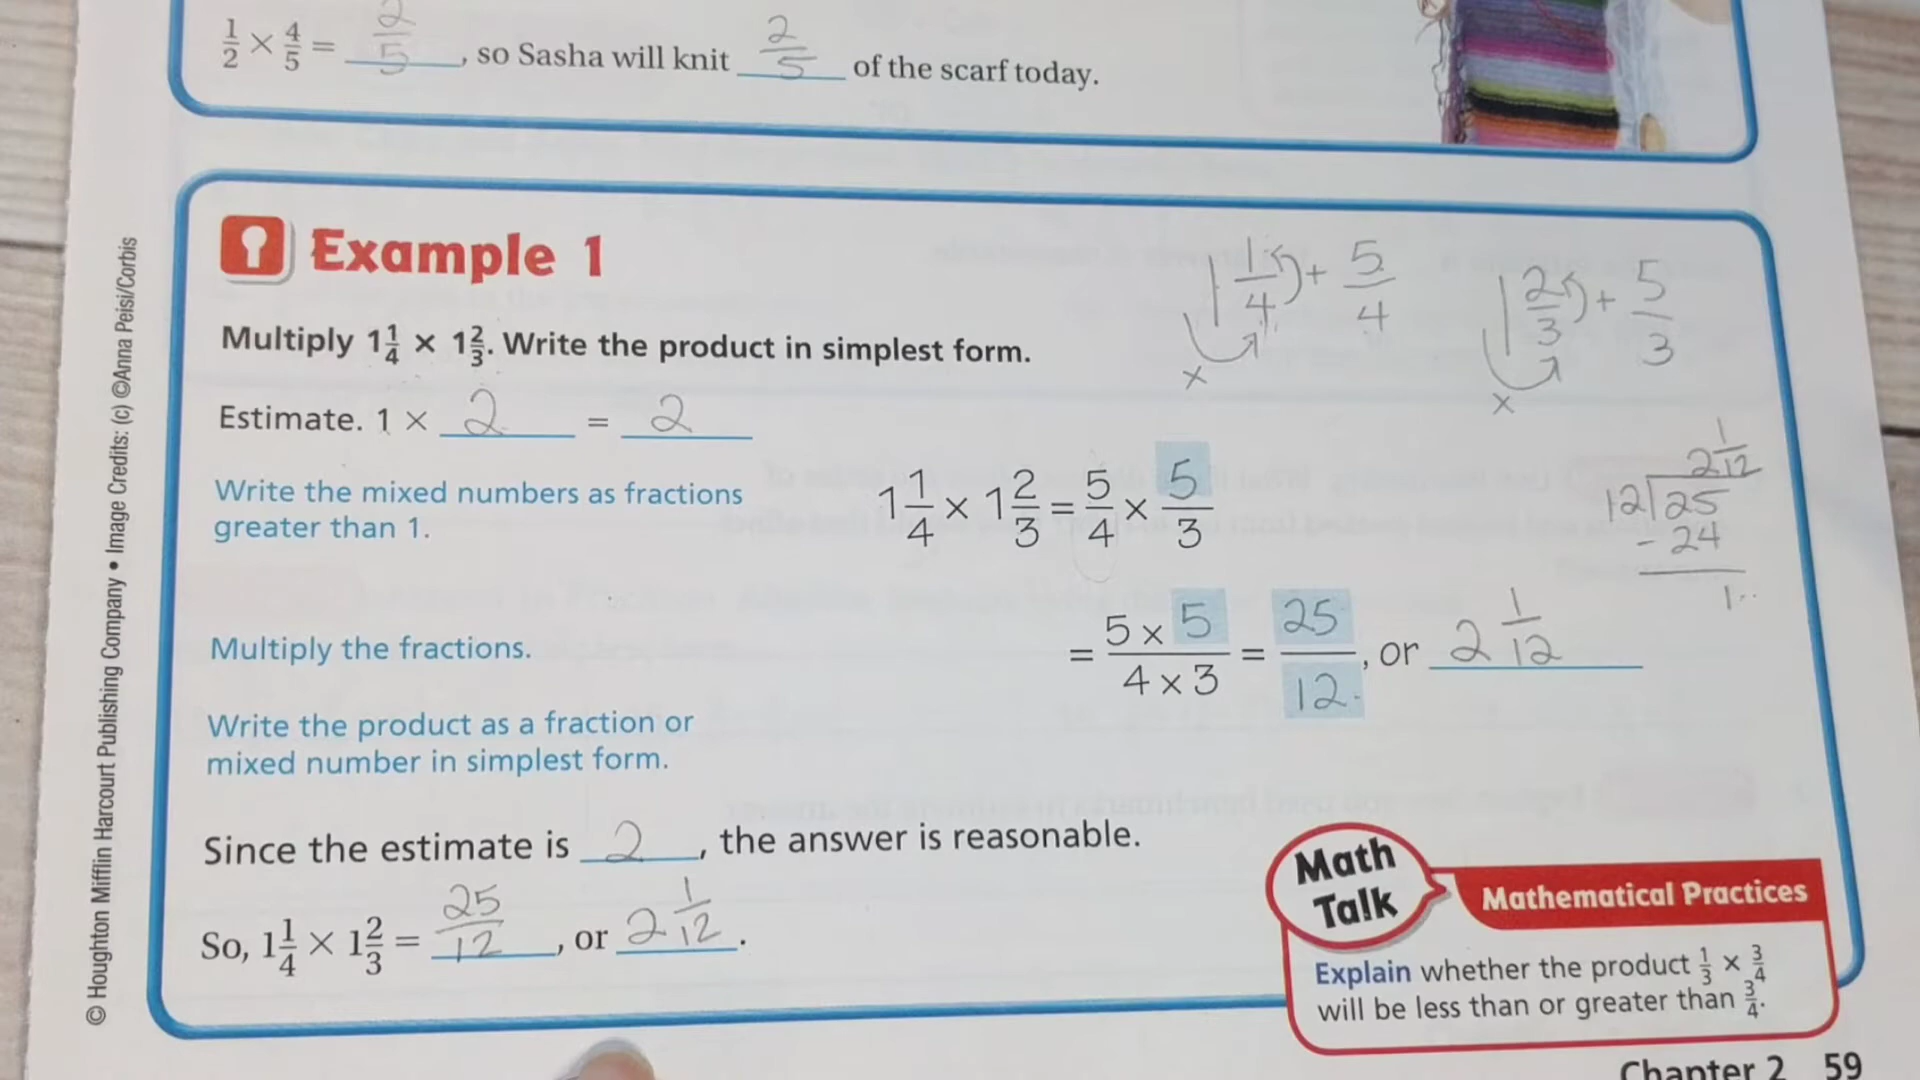 1/2 × 4/5 = 2/5, so Sasha will knit 2/5 of the scarf today.
Example 1
1 1/4 + 5/4
×
1 2/3 + 5/3
×
Multiply 1 1/4 × 1 2/3. Write the product in simplest form.
Estimate. 1 × 2 = 2
Write the mixed numbers as fractions
greater than 1.
1 1/4 × 1 2/3 = 5/4 × 5/3
2 1/12
12)25
- 24
1
Multiply the fractions.
= 5 × 5 / 4 × 3 = 25/12, or 2 1/12
Write the product as a fraction or
mixed number in simplest form.
Since the estimate is 2, the answer is reasonable.
So, 1 1/4 × 1 2/3 = 25/12, or 2 1/12.
Math
Talk
Mathematical Practices
Explain whether the product 1/3 × 3/4
will be less than or greater than 3/4.
Chapter 2 59
© Houghton Mifflin Harcourt Publishing Company • Image Credits: (c) ©Anna Peisi/Corbis